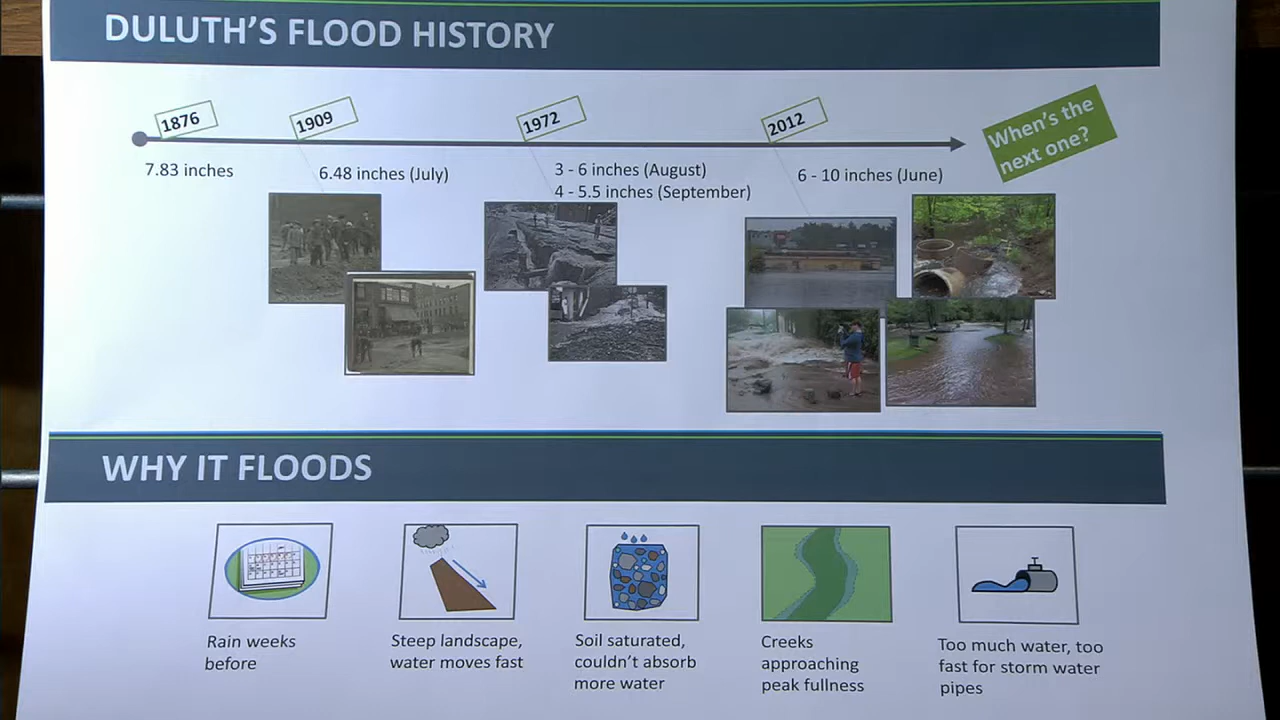 DULUTH'S FLOOD HISTORY
1876
1909
1972
2012
When's the
next one?
7.83 inches
6.48 inches (July)
3 - 6 inches (August)
4 - 5.5 inches (September)
6 - 10 inches (June)
WHY IT FLOODS
Rain weeks
before
Steep landscape,
water moves fast
Soil saturated,
couldn't absorb
more water
Creeks
approaching
peak fullness
Too much water, too
fast for storm water
pipes